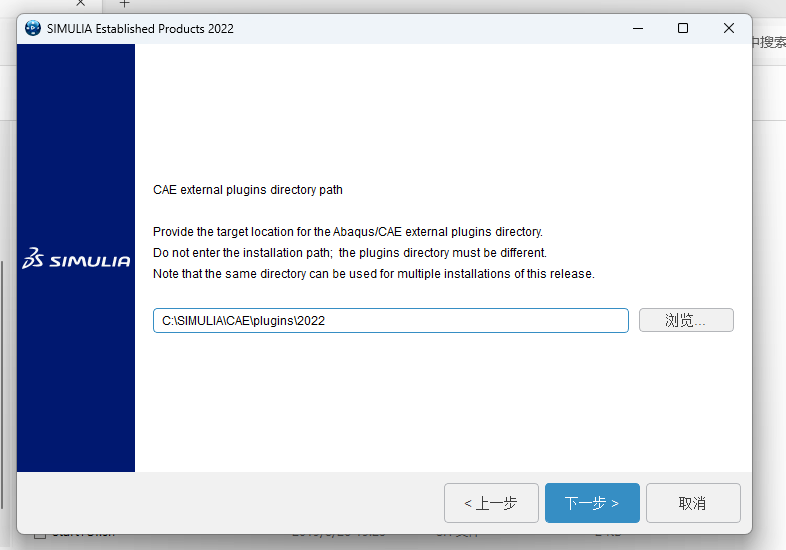 SIMULIA Established Products 2022
中搜索
CAE external plugins directory path
Provide the target location for the Abaqus/CAE external plugins directory.
Do not enter the installation path; the plugins directory must be different.
Note that the same directory can be used for multiple installations of this release.
SIMULIA
C:\SIMULIA\CAE\plugins\2022
浏览...
< 上一步
下一步 >
取消